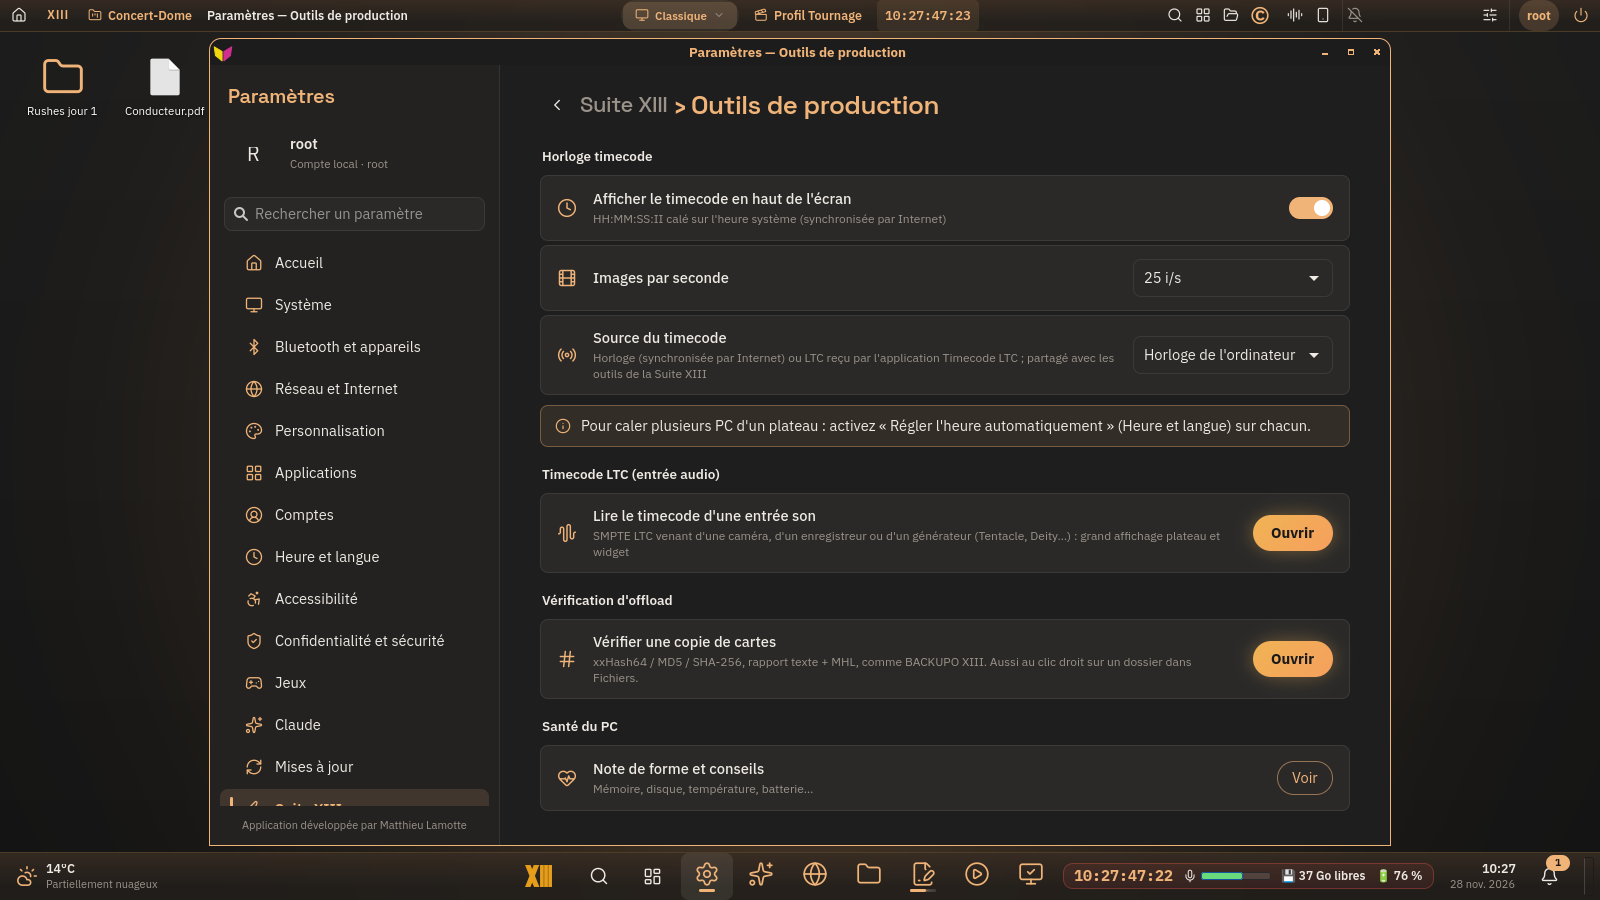 XIII
Concert-Dome
Paramètres — Outils de production
Classique
Profil Tournage
10:27:47:23
root
Rushes jour 1
Conducteur.pdf
Paramètres — Outils de production
Paramètres
R
root
Compte local · root
Rechercher un paramètre
Accueil
Système
Bluetooth et appareils
Réseau et Internet
Personnalisation
Applications
Comptes
Heure et langue
Accessibilité
Confidentialité et sécurité
Jeux
Claude
Mises à jour
Suite XIII
Application développée par Matthieu Lamotte
Suite XIII > Outils de production
Horloge timecode
Afficher le timecode en haut de l'écran
HH:MM:SS:II calé sur l'heure système (synchronisée par Internet)
Images par seconde
25 i/s
Source du timecode
Horloge (synchronisée par Internet) ou LTC reçu par l'application Timecode LTC ; partagé avec les
outils de la Suite XIII
Horloge de l'ordinateur
Pour caler plusieurs PC d'un plateau : activez « Régler l'heure automatiquement » (Heure et langue) sur chacun.
Timecode LTC (entrée audio)
Lire le timecode d'une entrée son
SMPTE LTC venant d'une caméra, d'un enregistreur ou d'un générateur (Tentacle, Deity…) : grand affichage plateau et
widget
Ouvrir
Vérification d'offload
Vérifier une copie de cartes
xxHash64 / MD5 / SHA-256, rapport texte + MHL, comme BACKUPO XIII. Aussi au clic droit sur un dossier dans
Fichiers.
Ouvrir
Santé du PC
Note de forme et conseils
Mémoire, disque, température, batterie…
Voir
14°C
Partiellement nuageux
XIII
10:27:47:22
37 Go libres
76 %
10:27
28 nov. 2026
1